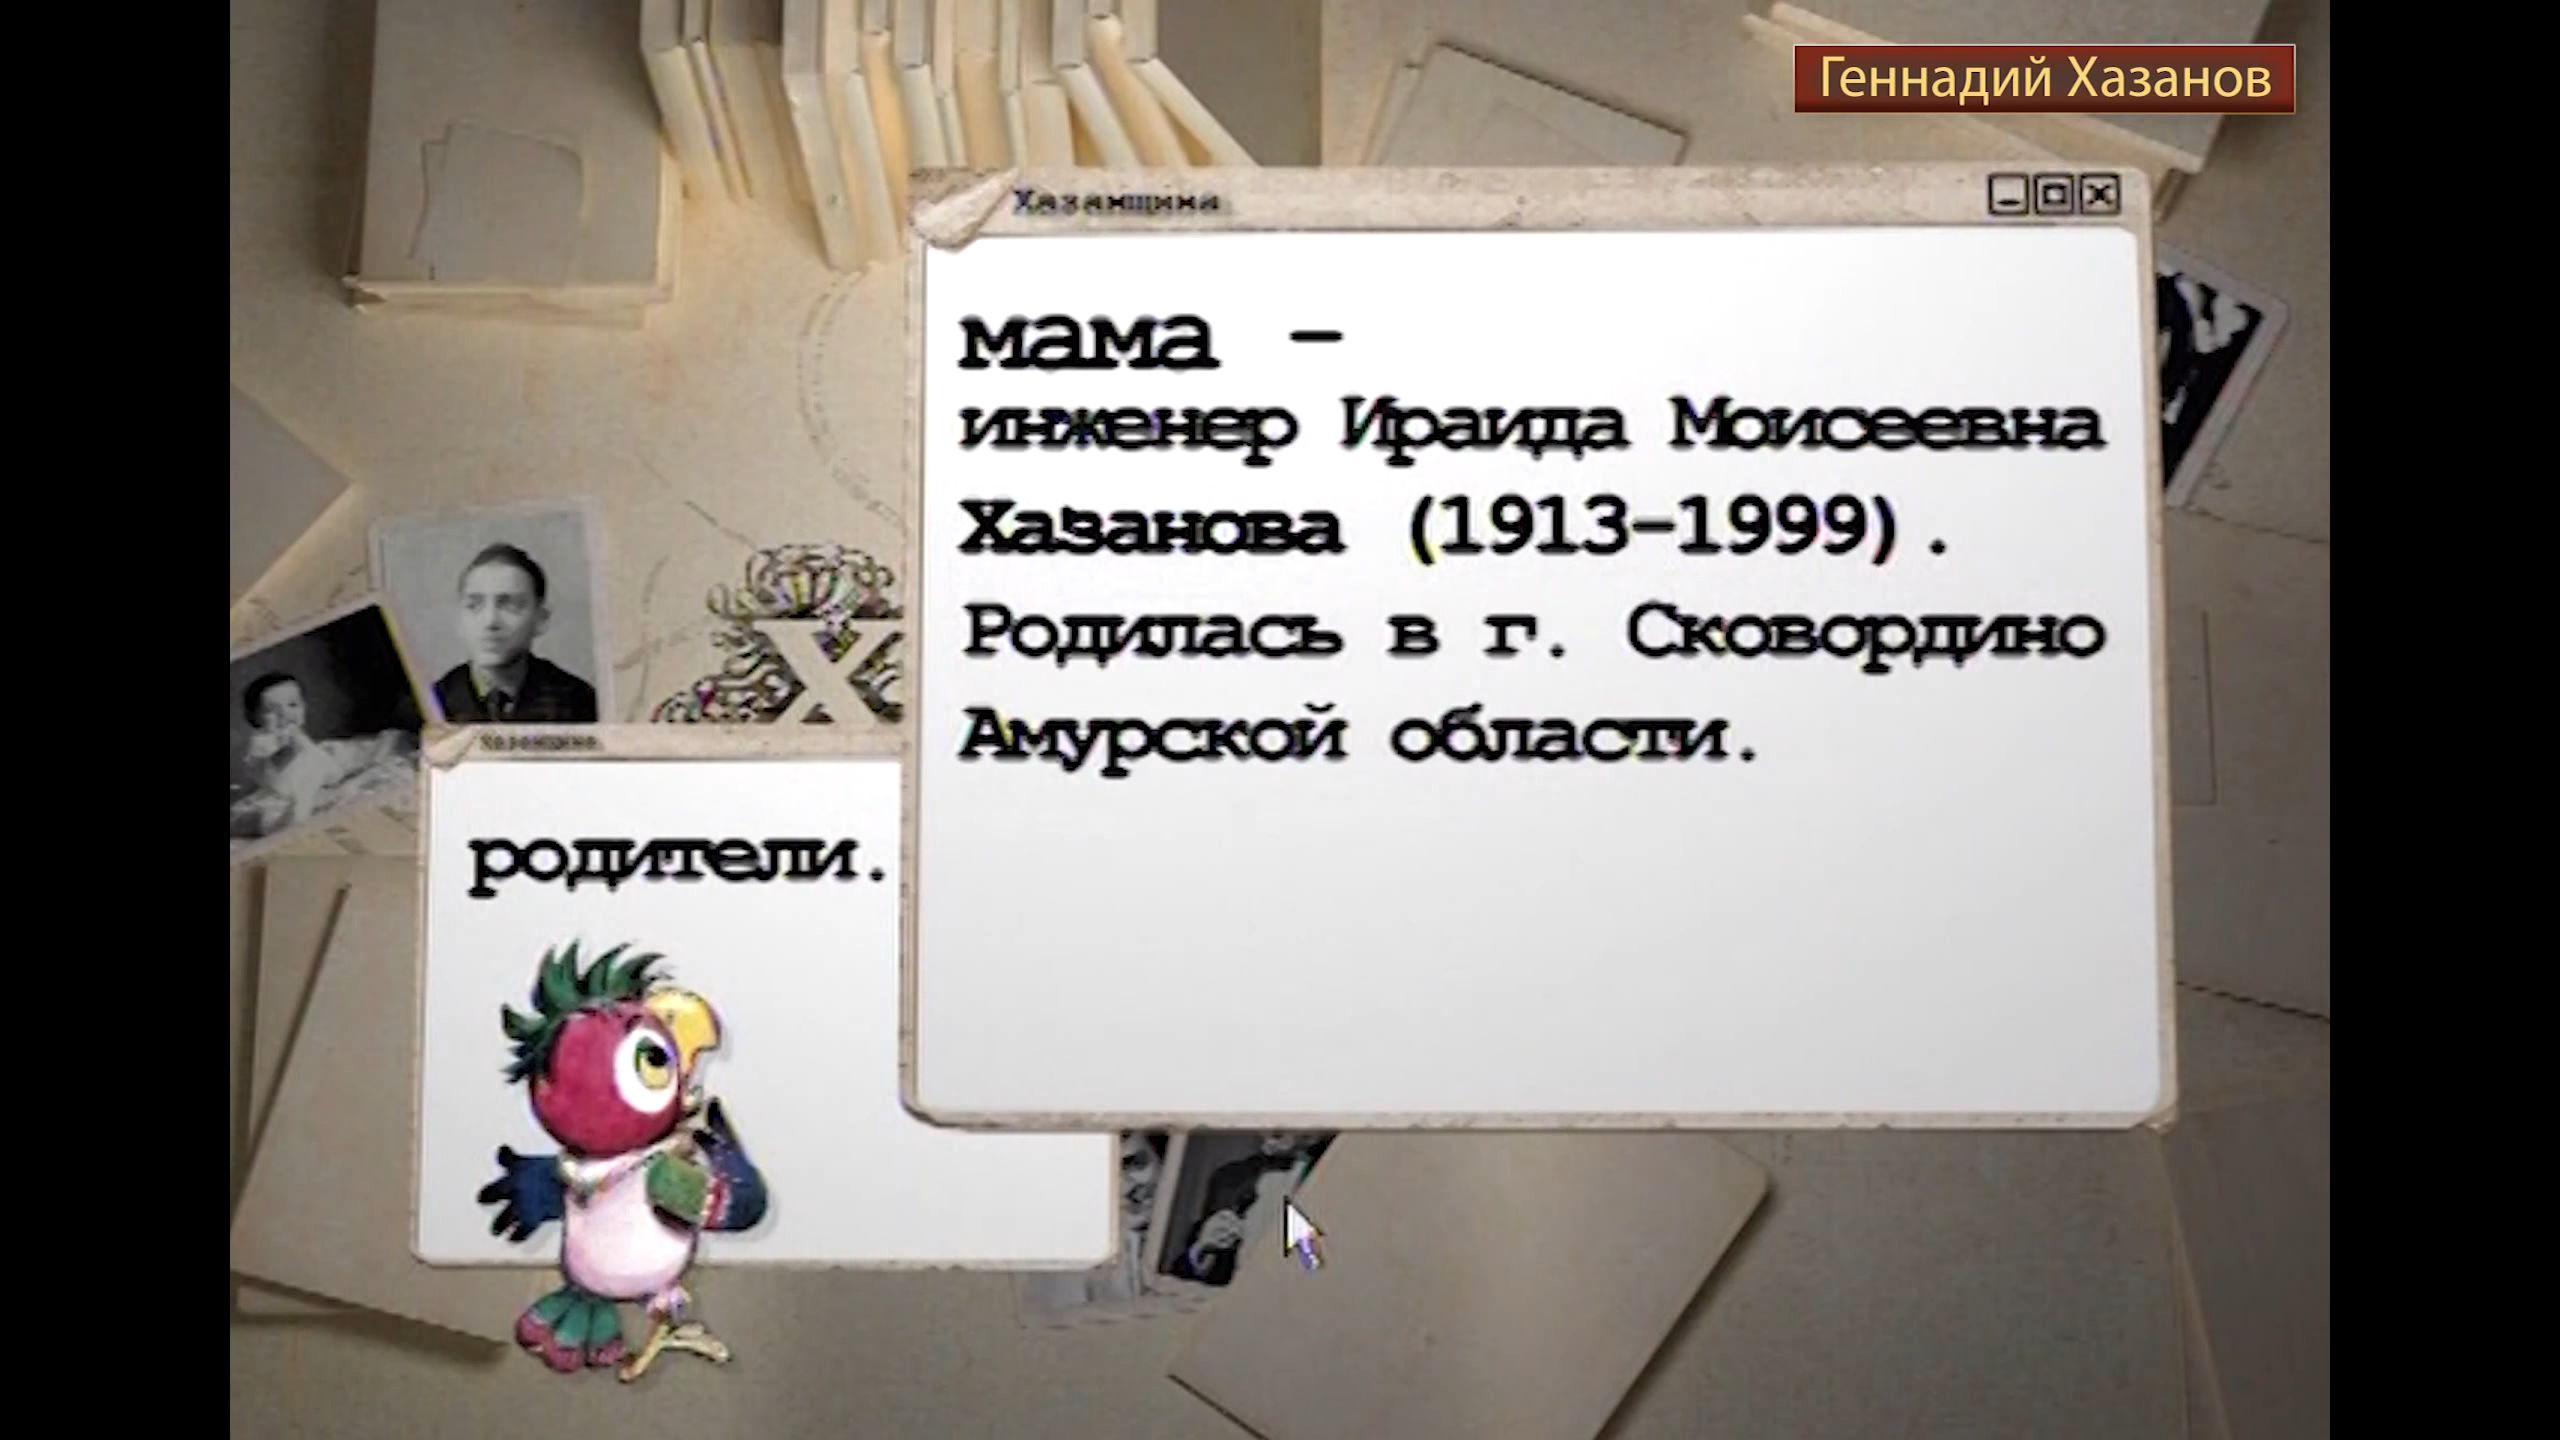 Геннадий Хазанов
Хазанщина
мама -
инженер Ираида Моисеевна
Хазанова (1913-1999).
Родилась в г. Сковордино
Амурской области.
Х
Хазанщина
родители.